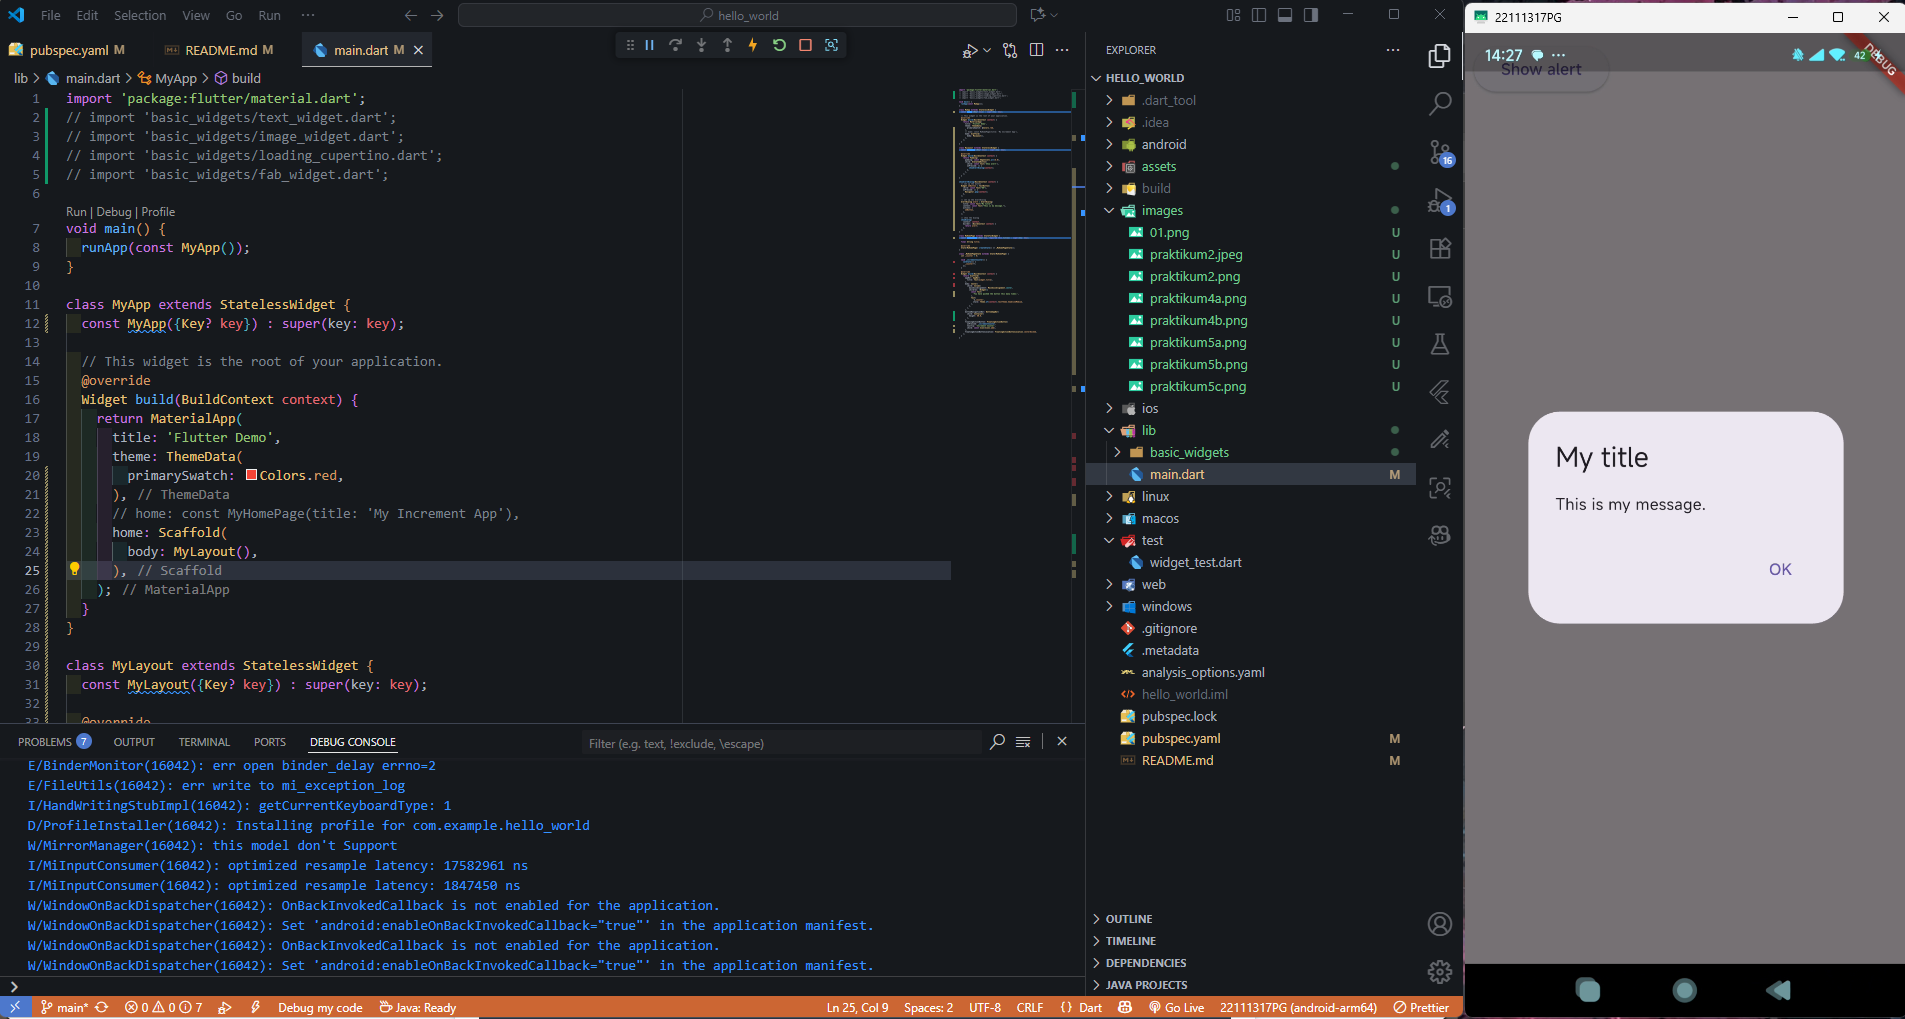 File Edit Selection View Go Run ···
hello_world
pubspec.yaml M
README.md M
main.dart M
lib > main.dart > MyApp > build
1 import 'package:flutter/material.dart';
2 // import 'basic_widgets/text_widget.dart';
3 // import 'basic_widgets/image_widget.dart';
4 // import 'basic_widgets/loading_cupertino.dart';
5 // import 'basic_widgets/fab_widget.dart';
6
Run | Debug | Profile
7 void main() {
8 runApp(const MyApp());
9 }
10
11 class MyApp extends StatelessWidget {
12 const MyApp({Key? key}) : super(key: key);
13
14 // This widget is the root of your application.
15 @override
16 Widget build(BuildContext context) {
17 return MaterialApp(
18 title: 'Flutter Demo',
19 theme: ThemeData(
20 primarySwatch: Colors.red,
21 ), // ThemeData
22 // home: const MyHomePage(title: 'My Increment App'),
23 home: Scaffold(
24 body: MyLayout(),
25 ), // Scaffold
26 ); // MaterialApp
27 }
28 }
29
30 class MyLayout extends StatelessWidget {
31 const MyLayout({Key? key}) : super(key: key);
32
33 @override
PROBLEMS 7 OUTPUT TERMINAL PORTS DEBUG CONSOLE
Filter (e.g. text, !exclude, \escape)
E/BinderMonitor(16042): err open binder_delay errno=2
E/FileUtils(16042): err write to mi_exception_log
I/HandWritingStubImpl(16042): getCurrentKeyboardType: 1
D/ProfileInstaller(16042): Installing profile for com.example.hello_world
W/MirrorManager(16042): this model don't Support
I/MiInputConsumer(16042): optimized resample latency: 17582961 ns
I/MiInputConsumer(16042): optimized resample latency: 1847450 ns
W/WindowOnBackDispatcher(16042): OnBackInvokedCallback is not enabled for the application.
W/WindowOnBackDispatcher(16042): Set 'android:enableOnBackInvokedCallback="true"' in the application manifest.
W/WindowOnBackDispatcher(16042): OnBackInvokedCallback is not enabled for the application.
W/WindowOnBackDispatcher(16042): Set 'android:enableOnBackInvokedCallback="true"' in the application manifest.
EXPLORER
HELLO_WORLD
.dart_tool
.idea
android
assets
build
images
01.png U
praktikum2.jpeg U
praktikum2.png U
praktikum4a.png U
praktikum4b.png U
praktikum5a.png U
praktikum5b.png U
praktikum5c.png U
ios
lib
basic_widgets
main.dart M
linux
macos
test
widget_test.dart
web
windows
.gitignore
.metadata
analysis_options.yaml
hello_world.iml
pubspec.lock
pubspec.yaml M
README.md M
OUTLINE
TIMELINE
DEPENDENCIES
JAVA PROJECTS
16
1
main* 0 0 7 Debug my code Java: Ready
Ln 25, Col 9 Spaces: 2 UTF-8 CRLF {} Dart Go Live 22111317PG (android-arm64) Prettier
22111317PG
14:27 ··· 42
DEBUG
Show alert
My title
This is my message.
OK